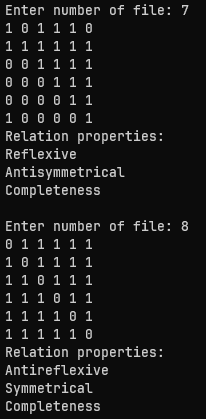 Enter number of file: 7
1 0 1 1 1 0
1 1 1 1 1 1
0 0 1 1 1 1
0 0 0 1 1 1
0 0 0 0 1 1
1 0 0 0 0 1
Relation properties:
Reflexive
Antisymmetrical
Completeness

Enter number of file: 8
0 1 1 1 1 1
1 0 1 1 1 1
1 1 0 1 1 1
1 1 1 0 1 1
1 1 1 1 0 1
1 1 1 1 1 0
Relation properties:
Antireflexive
Symmetrical
Completeness